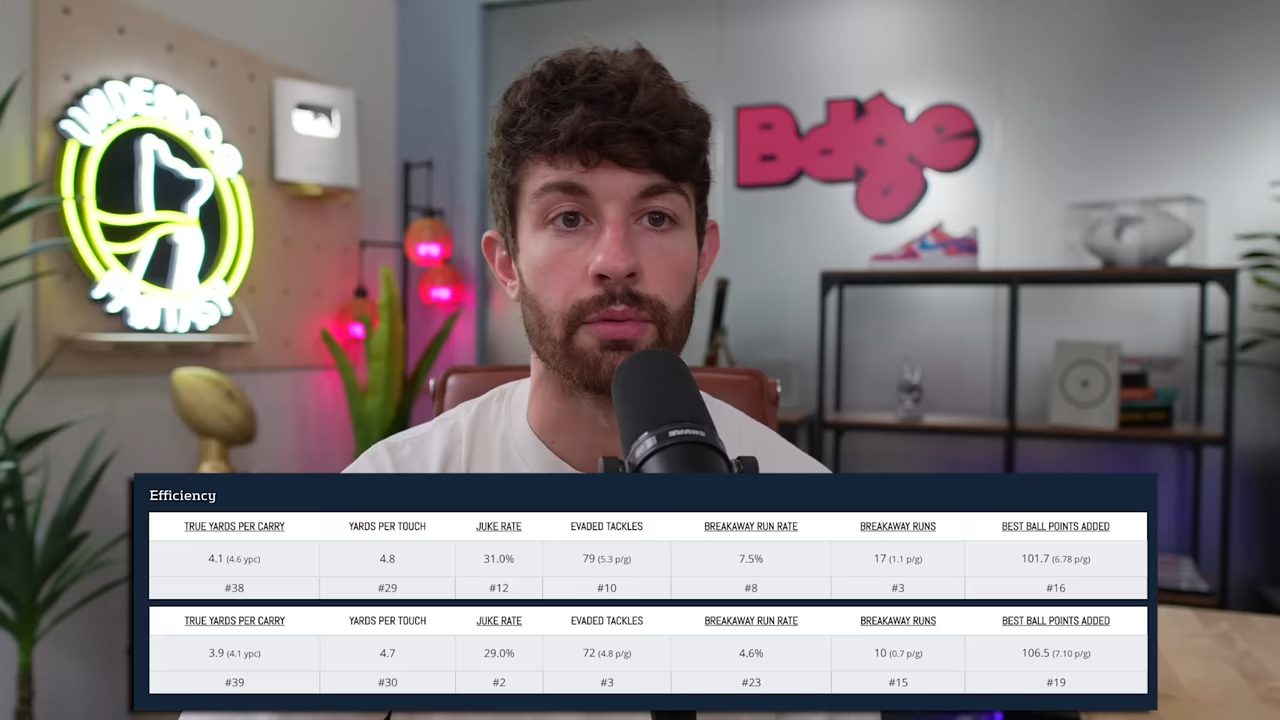 UNDERDOG
FANTASY
Bdge
Efficiency
TRUE YARDS PER CARRY YARDS PER TOUCH JUKE RATE EVADED TACKLES BREAKAWAY RUN RATE BREAKAWAY RUNS BEST BALL POINTS ADDED
4.1 (4.6 ypc) 4.8 31.0% 79 (5.3 p/g) 7.5% 17 (1.1 p/g) 101.7 (6.78 p/g)
#38 #29 #12 #10 #8 #3 #16
TRUE YARDS PER CARRY YARDS PER TOUCH JUKE RATE EVADED TACKLES BREAKAWAY RUN RATE BREAKAWAY RUNS BEST BALL POINTS ADDED
3.9 (4.1 ypc) 4.7 29.0% 72 (4.8 p/g) 4.6% 10 (0.7 p/g) 106.5 (7.10 p/g)
#39 #30 #2 #3 #23 #15 #19